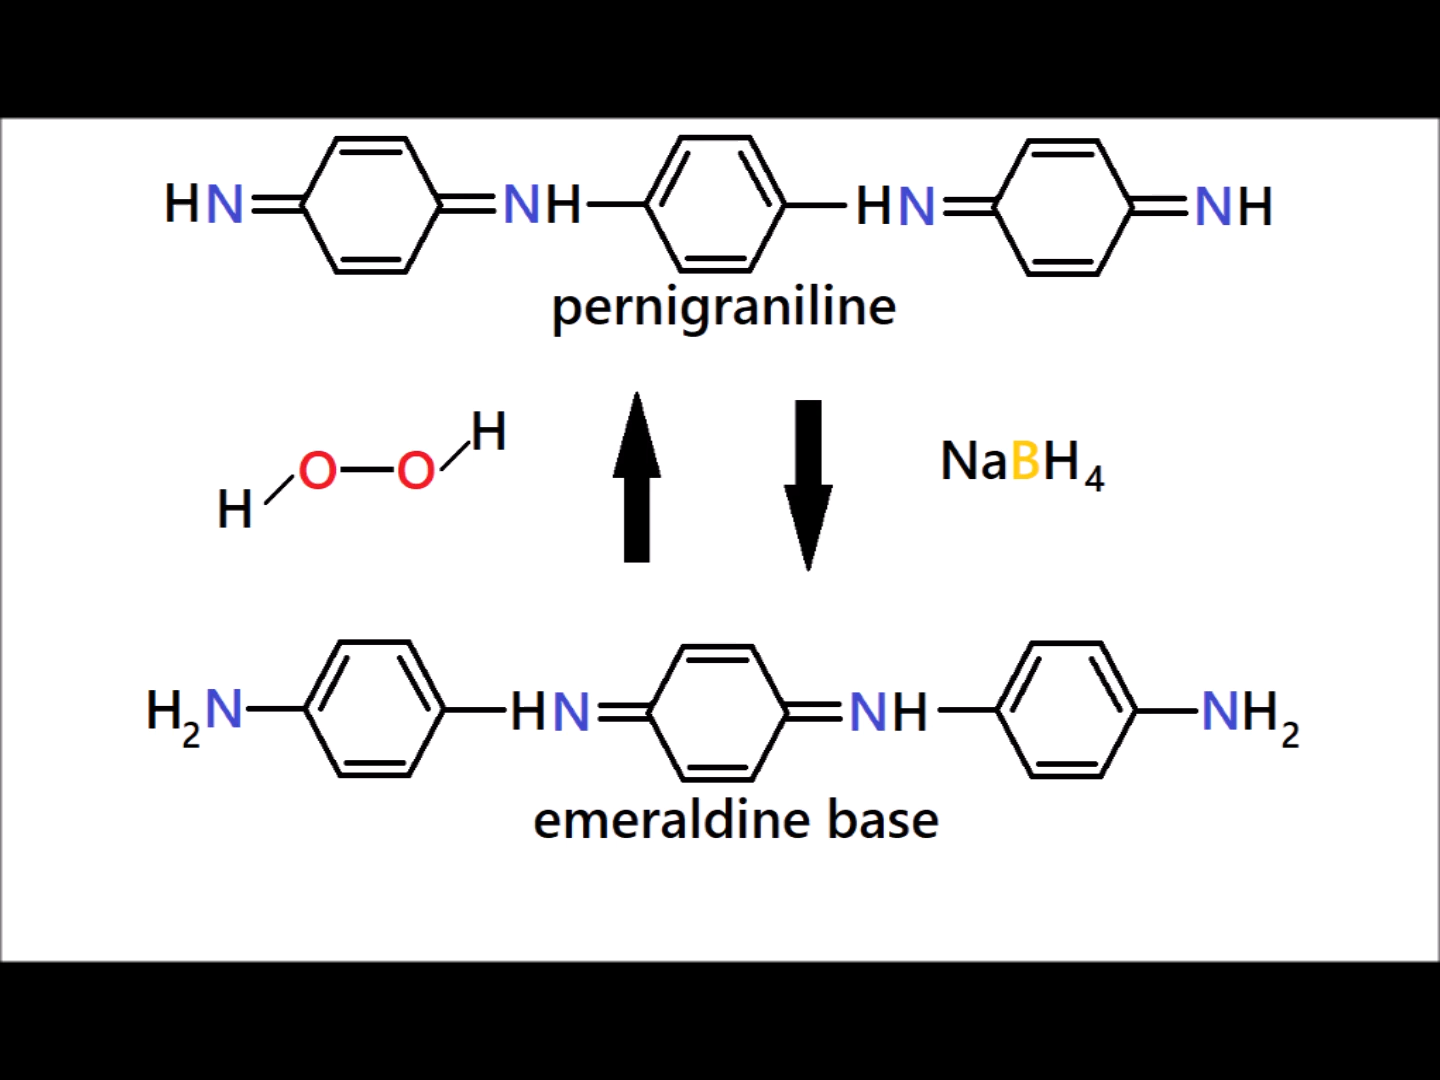 HN NH HN NH
pernigraniline
H O O H NaBH4
H2N HN NH NH2
emeraldine base